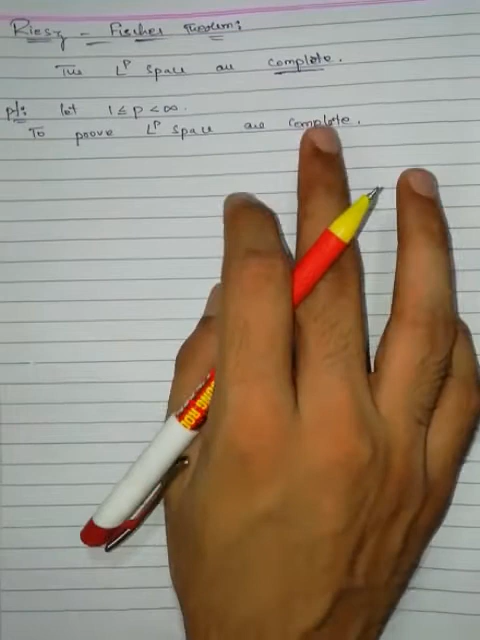 Riesz - Fischer Theorem:
The L^p space are complete.
pf: let 1 ≤ p < ∞.
To prove L^p space are complete.